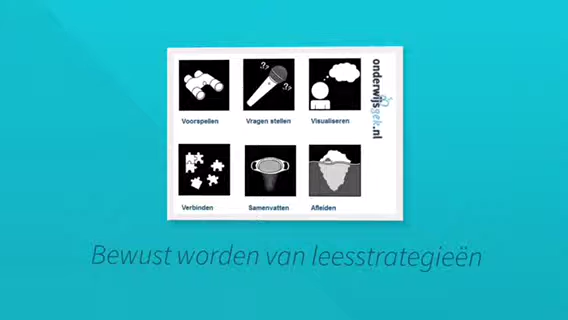 Voorspellen Vragen stellen Visualiseren
Verbinden Samenvatten Afleiden
onderwijsgek.nl
Bewust worden van leesstrategieën